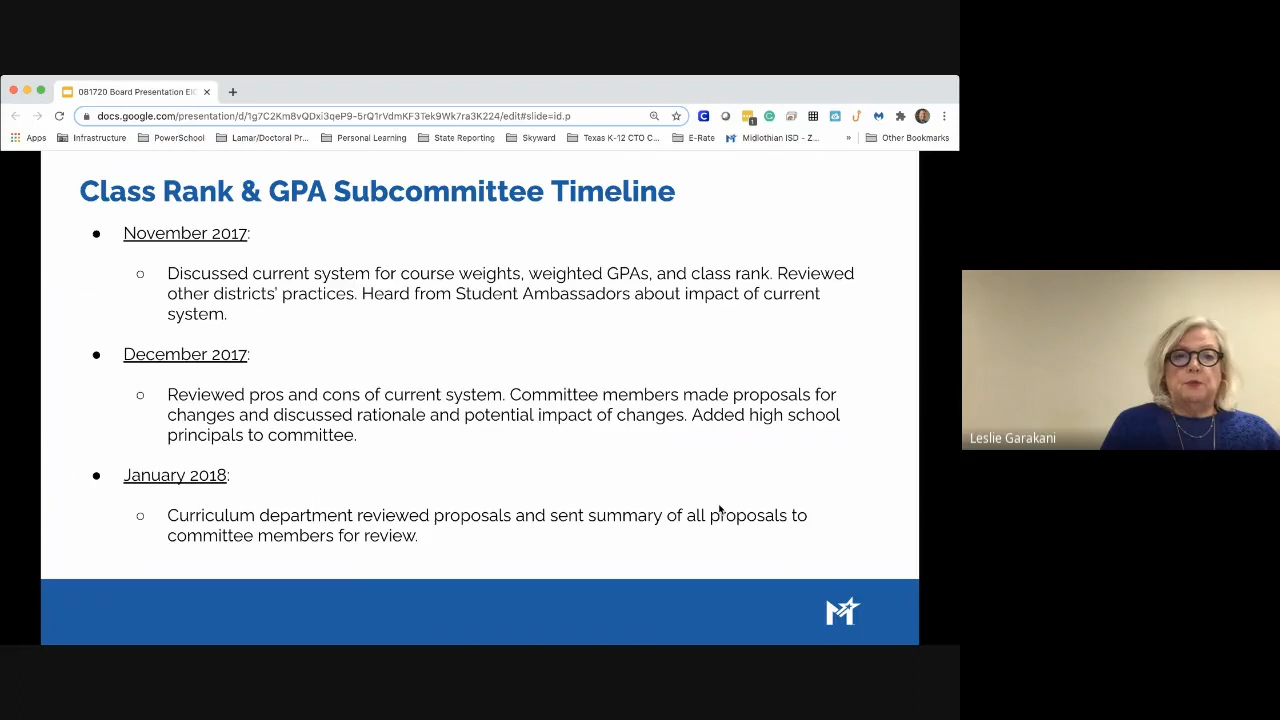 081720 Board Presentation EIC
docs.google.com/presentation/d/1g7C2Km8vQDxi3qeP9-5rQ1rVdmKF3Tek9Wk7ra3K224/edit#slide=id.p
Apps Infrastructure PowerSchool Lamar/Doctoral Pr... Personal Learning State Reporting Skyward Texas K-12 CTO C... E-Rate Midlothian ISD - Z... » Other Bookmarks
Class Rank & GPA Subcommittee Timeline
● November 2017:
○ Discussed current system for course weights, weighted GPAs, and class rank. Reviewed
other districts' practices. Heard from Student Ambassadors about impact of current
system.
● December 2017:
○ Reviewed pros and cons of current system. Committee members made proposals for
changes and discussed rationale and potential impact of changes. Added high school
principals to committee.
● January 2018:
○ Curriculum department reviewed proposals and sent summary of all proposals to
committee members for review.
M
Leslie Garakani